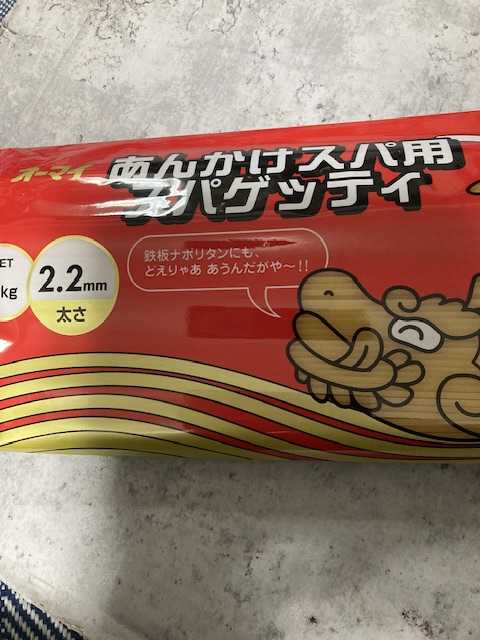 オーマイ
あんかけスパ用
スパゲッティ
鉄板ナポリタンにも、
とえりゃあ あうんだがや〜!!
ET
kg
2.2mm
太さ